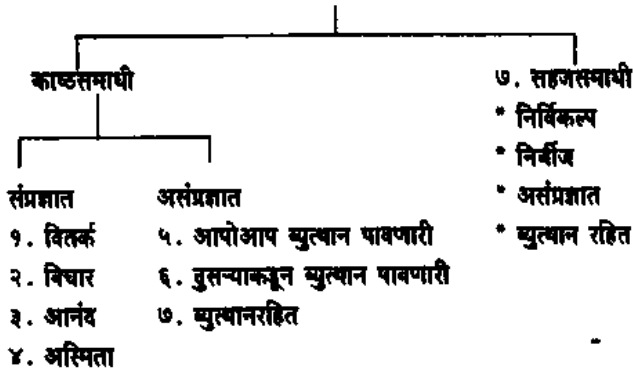 काष्ठसमाधी
७. सहजसमाधी
* निर्विकल्प
* निर्बीज
* असंप्रज्ञात
* व्युत्थान रहित
संप्रज्ञात
१. वितर्क
२. विचार
३. आनंद
४. अस्मिता
असंप्रज्ञात
५. आपोआप व्युत्थान पावणारी
६. दुसऱ्याकडून व्युत्थान पावणारी
७. व्युत्थानरहित